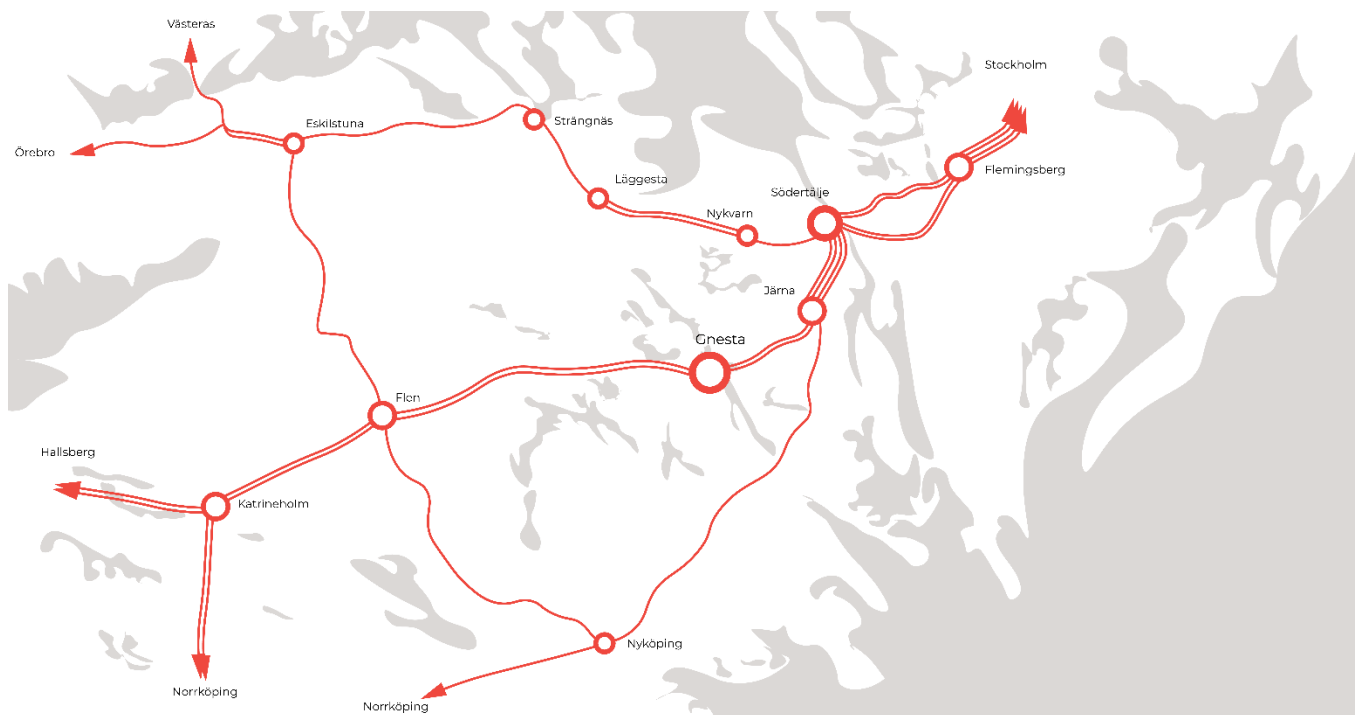 Västeras
Stockholm
Eskilstuna
Strängnäs
Örebro
Flemingsberg
Läggesta
Södertälje
Nykvarn
Järna
Gnesta
Flen
Hallsberg
Katrineholm
Nyköping
Norrköping
Norrköping